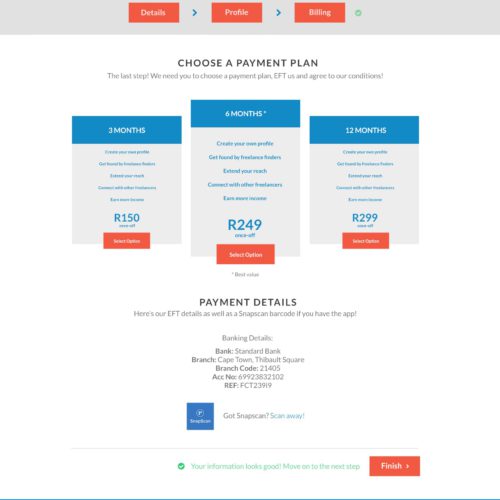 Details
Profile
Billing
CHOOSE A PAYMENT PLAN
The last step! We need you to choose a payment plan, EFT us and agree to our conditions!
3 MONTHS
Create your own profile
Get found by freelance finders
Extend your reach
Connect with other freelancers
Earn more income
R150
once-off
Select Option
6 MONTHS *
Create your own profile
Get found by freelance finders
Extend your reach
Connect with other freelancers
Earn more income
R249
once-off
Select Option
12 MONTHS
Create your own profile
Get found by freelance finders
Extend your reach
Connect with other freelancers
Earn more income
R299
once-off
Select Option
* Best value
PAYMENT DETAILS
Here's our EFT details as well as a Snapscan barcode if you have the app!
Banking Details:
Bank: Standard Bank
Branch: Cape Town, Thibault Square
Branch Code: 21405
Acc No: 69923832102
REF: FCT239I9
SnapScan
Got Snapscan? Scan away!
Your information looks good! Move on to the next step
Finish